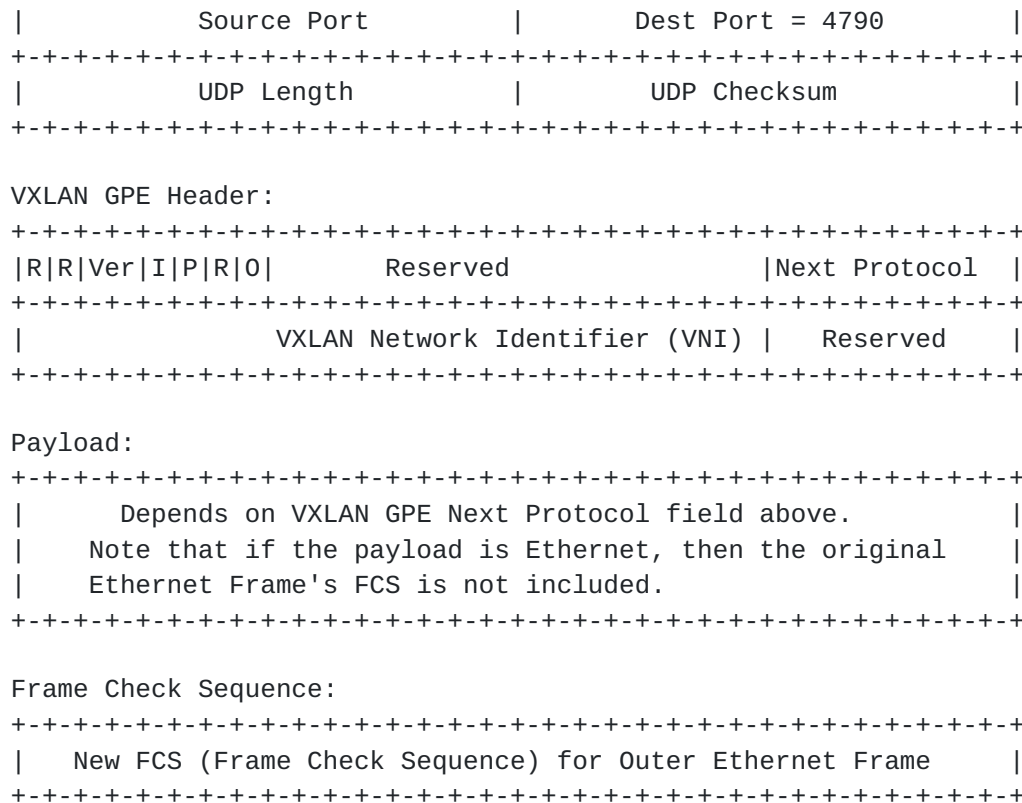 |           Source Port         |       Dest Port = 4790        |
+-+-+-+-+-+-+-+-+-+-+-+-+-+-+-+-+-+-+-+-+-+-+-+-+-+-+-+-+-+-+-+-+
|           UDP Length          |        UDP Checksum           |
+-+-+-+-+-+-+-+-+-+-+-+-+-+-+-+-+-+-+-+-+-+-+-+-+-+-+-+-+-+-+-+-+

VXLAN GPE Header:
+-+-+-+-+-+-+-+-+-+-+-+-+-+-+-+-+-+-+-+-+-+-+-+-+-+-+-+-+-+-+-+-+
|R|R|Ver|I|P|R|O|       Reserved                |Next Protocol  |
+-+-+-+-+-+-+-+-+-+-+-+-+-+-+-+-+-+-+-+-+-+-+-+-+-+-+-+-+-+-+-+-+
|                VXLAN Network Identifier (VNI) |   Reserved    |
+-+-+-+-+-+-+-+-+-+-+-+-+-+-+-+-+-+-+-+-+-+-+-+-+-+-+-+-+-+-+-+-+

Payload:
+-+-+-+-+-+-+-+-+-+-+-+-+-+-+-+-+-+-+-+-+-+-+-+-+-+-+-+-+-+-+-+-+
|      Depends on VXLAN GPE Next Protocol field above.          |
|    Note that if the payload is Ethernet, then the original    |
|    Ethernet Frame's FCS is not included.                      |
+-+-+-+-+-+-+-+-+-+-+-+-+-+-+-+-+-+-+-+-+-+-+-+-+-+-+-+-+-+-+-+-+

Frame Check Sequence:
+-+-+-+-+-+-+-+-+-+-+-+-+-+-+-+-+-+-+-+-+-+-+-+-+-+-+-+-+-+-+-+-+
|   New FCS (Frame Check Sequence) for Outer Ethernet Frame     |
+-+-+-+-+-+-+-+-+-+-+-+-+-+-+-+-+-+-+-+-+-+-+-+-+-+-+-+-+-+-+-+-+